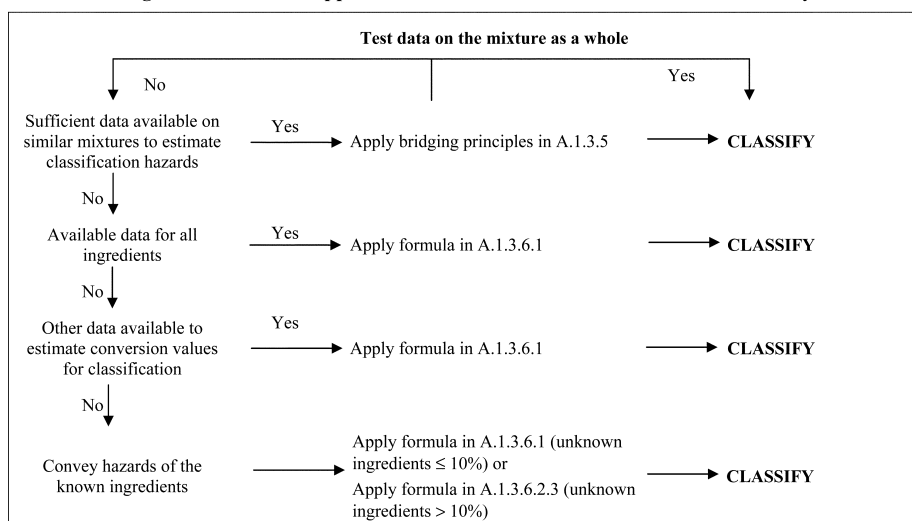 Test data on the mixture as a whole
No
Yes
Sufficient data available on
similar mixtures to estimate
classification hazards
Yes
Apply bridging principles in A.1.3.5
CLASSIFY
No
Available data for all
ingredients
Yes
Apply formula in A.1.3.6.1
CLASSIFY
No
Other data available to
estimate conversion values
for classification
Yes
Apply formula in A.1.3.6.1
CLASSIFY
No
Convey hazards of the
known ingredients
Apply formula in A.1.3.6.1 (unknown
ingredients ≤ 10%) or
Apply formula in A.1.3.6.2.3 (unknown
ingredients > 10%)
CLASSIFY